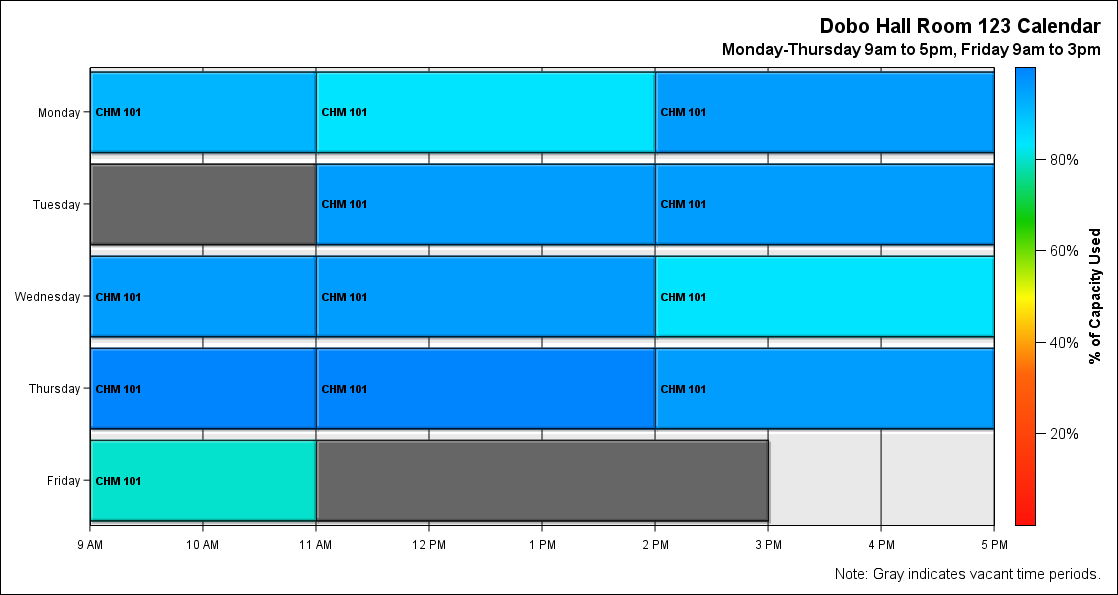 Dobo Hall Room 123 Calendar
Monday-Thursday 9am to 5pm, Friday 9am to 3pm
Monday
CHM 101
CHM 101
CHM 101
Tuesday
CHM 101
CHM 101
Wednesday
CHM 101
CHM 101
CHM 101
Thursday
CHM 101
CHM 101
CHM 101
Friday
CHM 101
9 AM
10 AM
11 AM
12 PM
1 PM
2 PM
3 PM
4 PM
5 PM
80%
60%
40%
20%
% of Capacity Used
Note: Gray indicates vacant time periods.